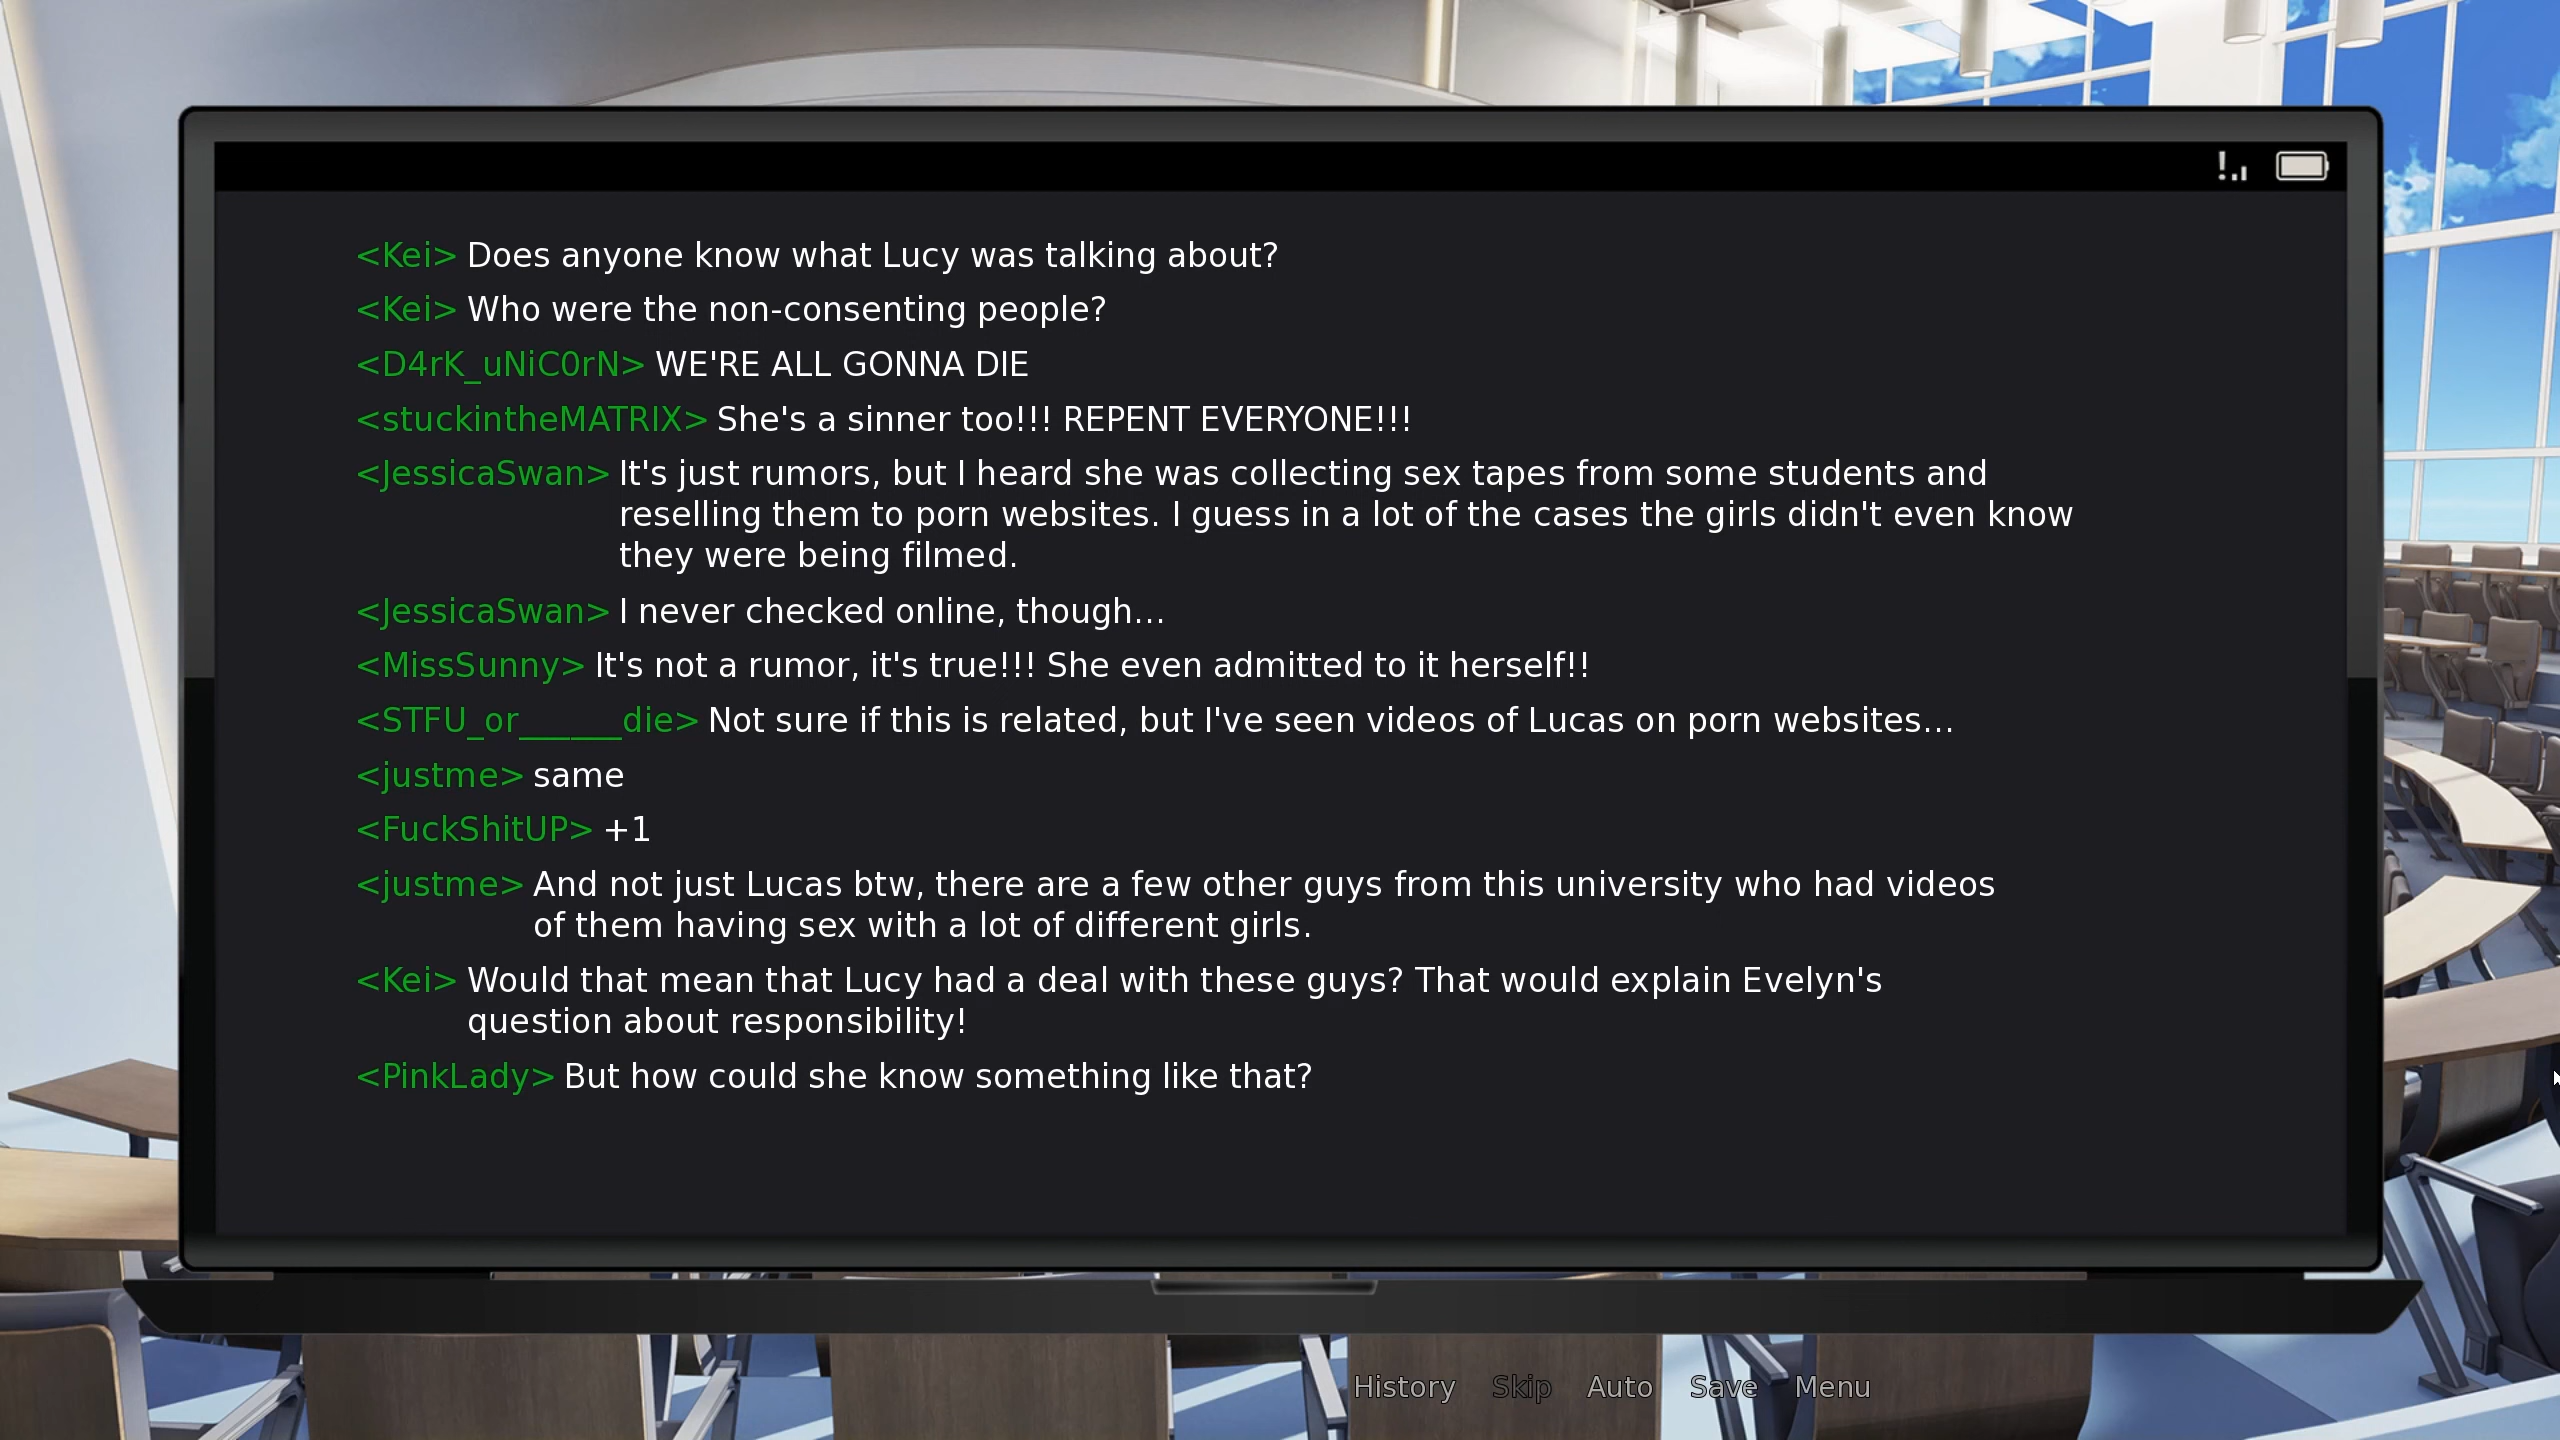 <Kei> Does anyone know what Lucy was talking about?
<Kei> Who were the non-consenting people?
<D4rK_uNiC0rN> WE'RE ALL GONNA DIE
<stuckintheMATRIX> She's a sinner too!!! REPENT EVERYONE!!!
<JessicaSwan> It's just rumors, but I heard she was collecting sex tapes from some students and
reselling them to porn websites. I guess in a lot of the cases the girls didn't even know
they were being filmed.
<JessicaSwan> I never checked online, though...
<MissSunny> It's not a rumor, it's true!!! She even admitted to it herself!!
<STFU_or______die> Not sure if this is related, but I've seen videos of Lucas on porn websites...
<justme> same
<FuckShitUP> +1
<justme> And not just Lucas btw, there are a few other guys from this university who had videos
of them having sex with a lot of different girls.
<Kei> Would that mean that Lucy had a deal with these guys? That would explain Evelyn's
question about responsibility!
<PinkLady> But how could she know something like that?
History Skip Auto Save Menu